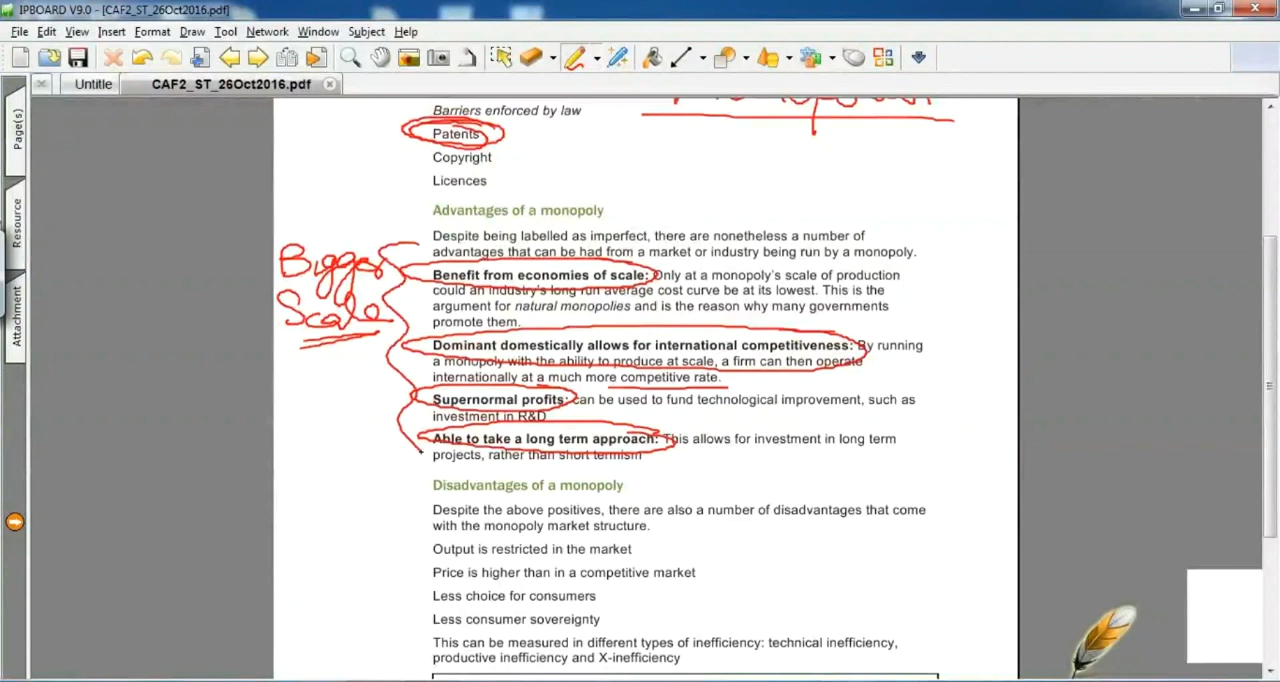 IPBOARD V9.0 - [CAF2_ST_26Oct2016.pdf]
File Edit View Insert Format Draw Tool Network Window Subject Help
Untitle CAF2_ST_26Oct2016.pdf
Page(s)
Resource
Attachment
Barriers enforced by law
Patents
Copyright
Licences
Advantages of a monopoly
Despite being labelled as imperfect, there are nonetheless a number of
advantages that can be had from a market or industry being run by a monopoly.
Bigger
Scale
Benefit from economies of scale: Only at a monopoly's scale of production
could an industry's long run average cost curve be at its lowest. This is the
argument for natural monopolies and is the reason why many governments
promote them.
Dominant domestically allows for international competitiveness: By running
a monopoly with the ability to produce at scale, a firm can then operate
internationally at a much more competitive rate.
Supernormal profits: can be used to fund technological improvement, such as
investment in R&D
Able to take a long term approach: This allows for investment in long term
projects, rather than short termism
Disadvantages of a monopoly
Despite the above positives, there are also a number of disadvantages that come
with the monopoly market structure.
Output is restricted in the market
Price is higher than in a competitive market
Less choice for consumers
Less consumer sovereignty
This can be measured in different types of inefficiency: technical inefficiency,
productive inefficiency and X-inefficiency